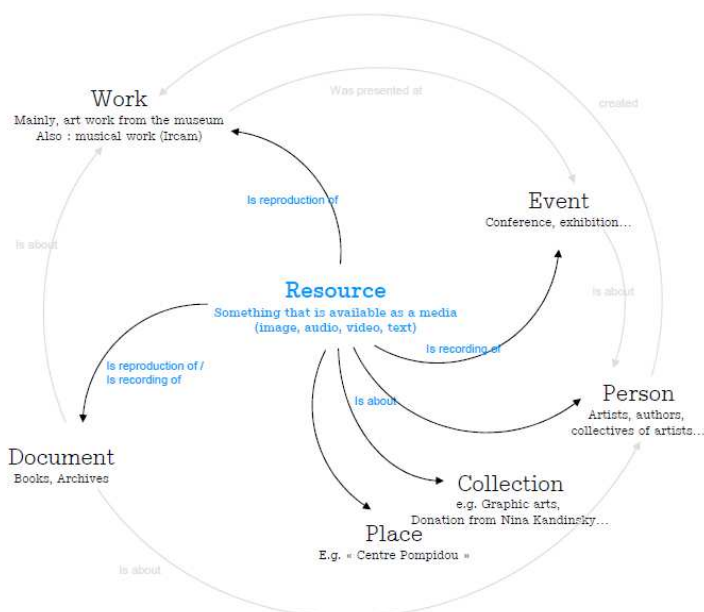 Work
Mainly, art work from the museum
Also : musical work (Ircam)
Was presented at
created
Is reproduction of
Event
Conference, exhibition...
Is about
Resource
Something that is available as a media
(image, audio, video, text)
Is about
Is recording of
Is reproduction of /
Is recording of
Is about
Person
Artists, authors,
collectives of artists...
Document
Books, Archives
Collection
e.g. Graphic arts,
Donation from Nina Kandinsky...
Place
E.g. « Centre Pompidou »
Is about